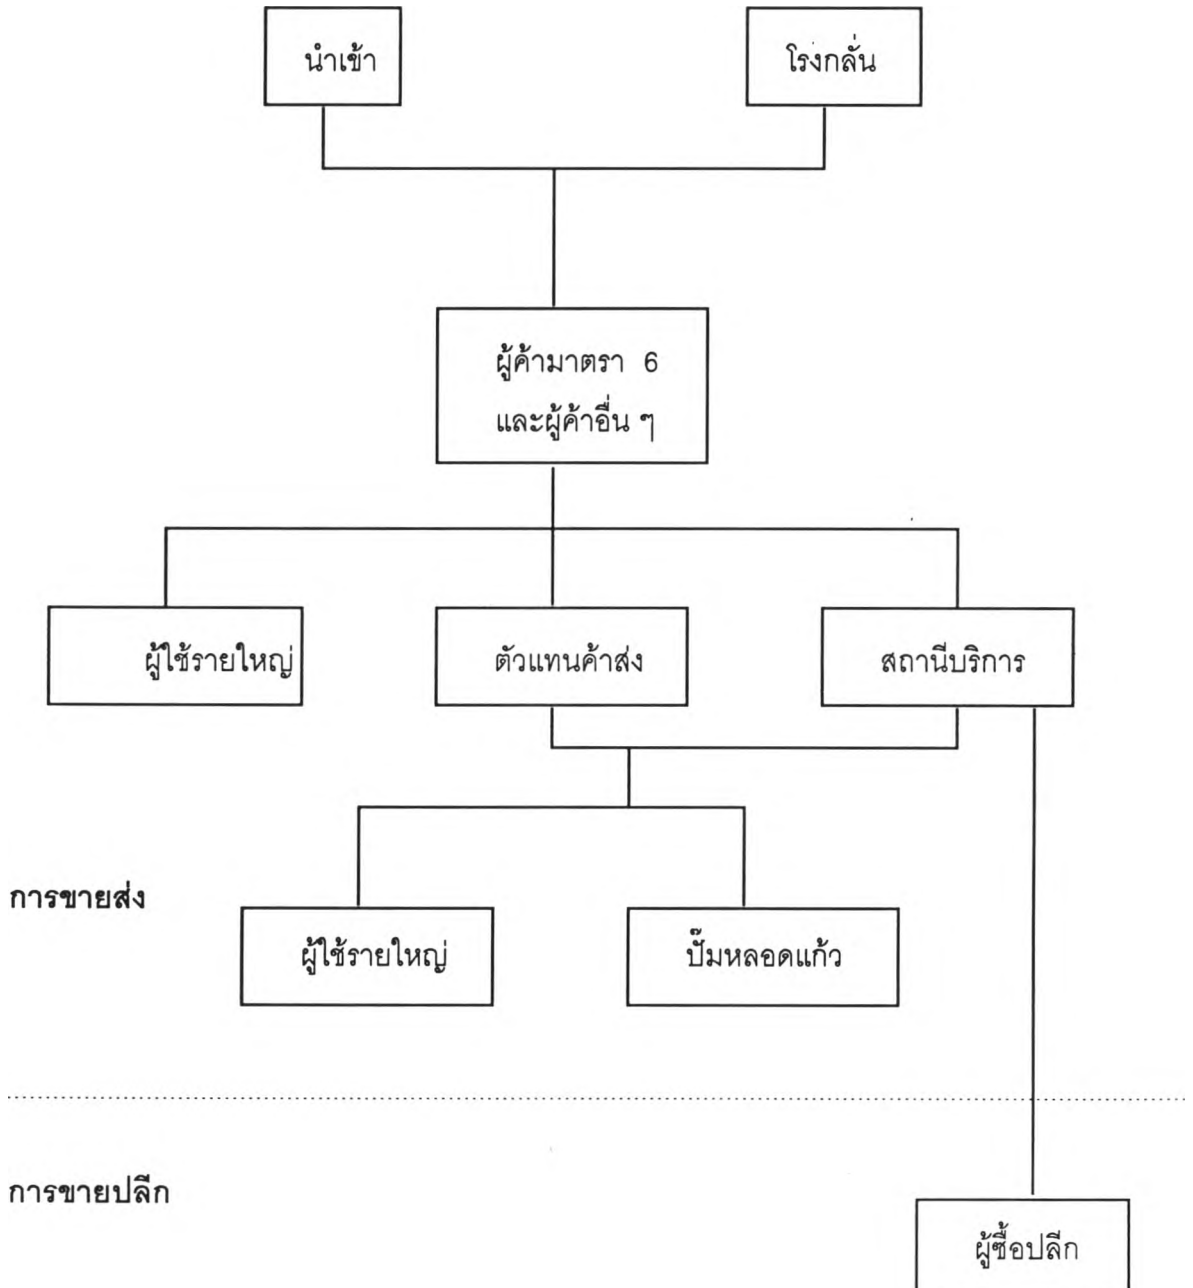 นำเข้า
โรงกลั่น
ผู้ค้ามาตรา 6
และผู้ค้าอื่น ๆ
ผู้ใช้รายใหญ่
ตัวแทนค้าส่ง
สถานีบริการ
การขายส่ง
ผู้ใช้รายใหญ่
ปั๊มหลอดแก้ว
การขายปลีก
ผู้ซื้อปลีก